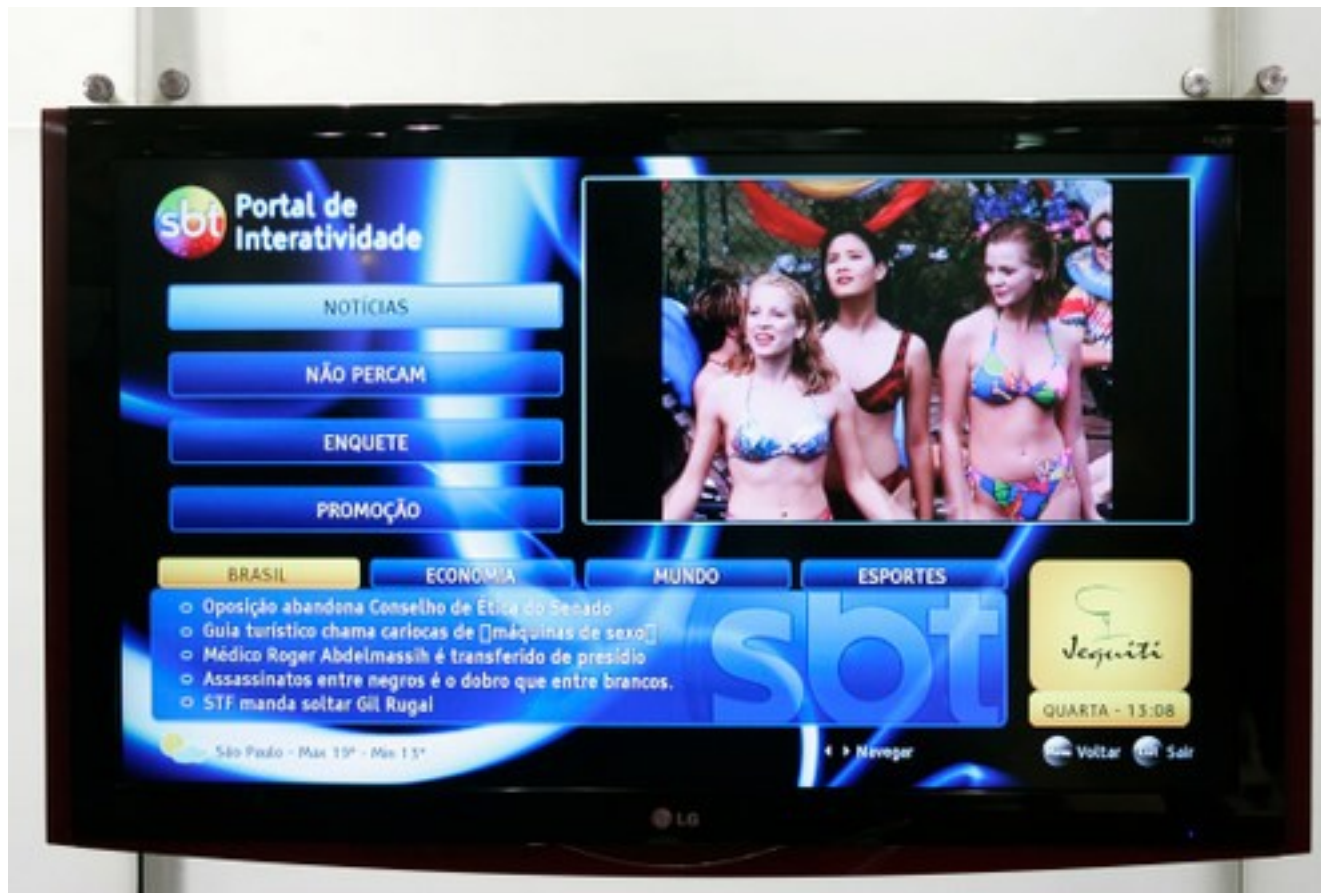 sbt
Portal de
Interatividade
NOTÍCIAS
NÃO PERCAM
ENQUETE
PROMOÇÃO
BRASIL
ECONOMIA
MUNDO
ESPORTES
Oposição abandona Conselho de Ética do Senado
Guia turístico chama cariocas de ▯máquinas de sexo▯
Médico Roger Abdelmassih é transferido de presídio
Assassinatos entre negros é o dobro que entre brancos.
STF manda soltar Gil Rugai
sbt
Jequiti
QUARTA - 13:08
São Paulo - Max 19° - Min 13°
Navegar
Voltar
Sair
LG